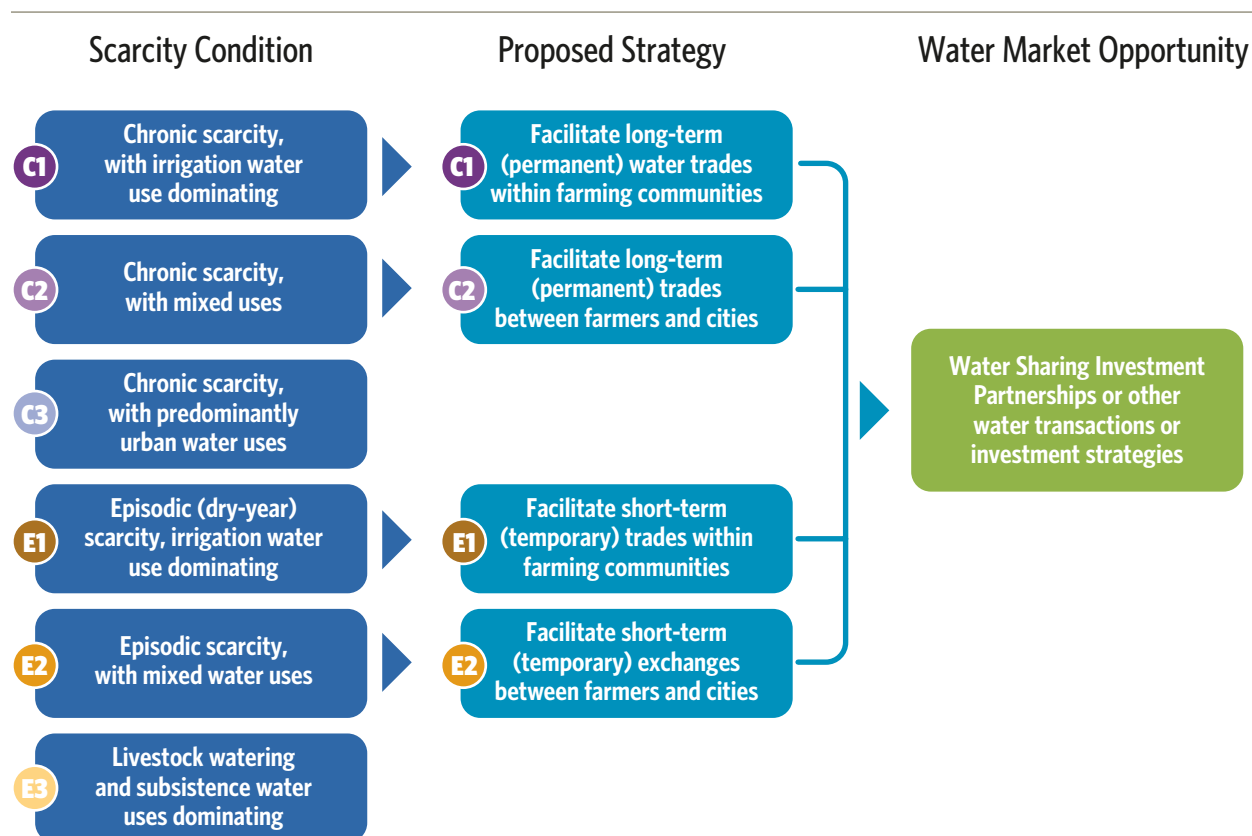 Scarcity Condition
Proposed Strategy
Water Market Opportunity
C1
Chronic scarcity,
with irrigation water
use dominating
C1
Facilitate long-term
(permanent) water trades
within farming communities
C2
Chronic scarcity,
with mixed uses
C2
Facilitate long-term
(permanent) trades
between farmers and cities
C3
Chronic scarcity,
with predominantly
urban water uses
Water Sharing Investment
Partnerships or other
water transactions or
investment strategies
E1
Episodic (dry-year)
scarcity, irrigation water
use dominating
E1
Facilitate short-term
(temporary) trades within
farming communities
E2
Episodic scarcity,
with mixed water uses
E2
Facilitate short-term
(temporary) exchanges
between farmers and cities
E3
Livestock watering
and subsistence water
uses dominating